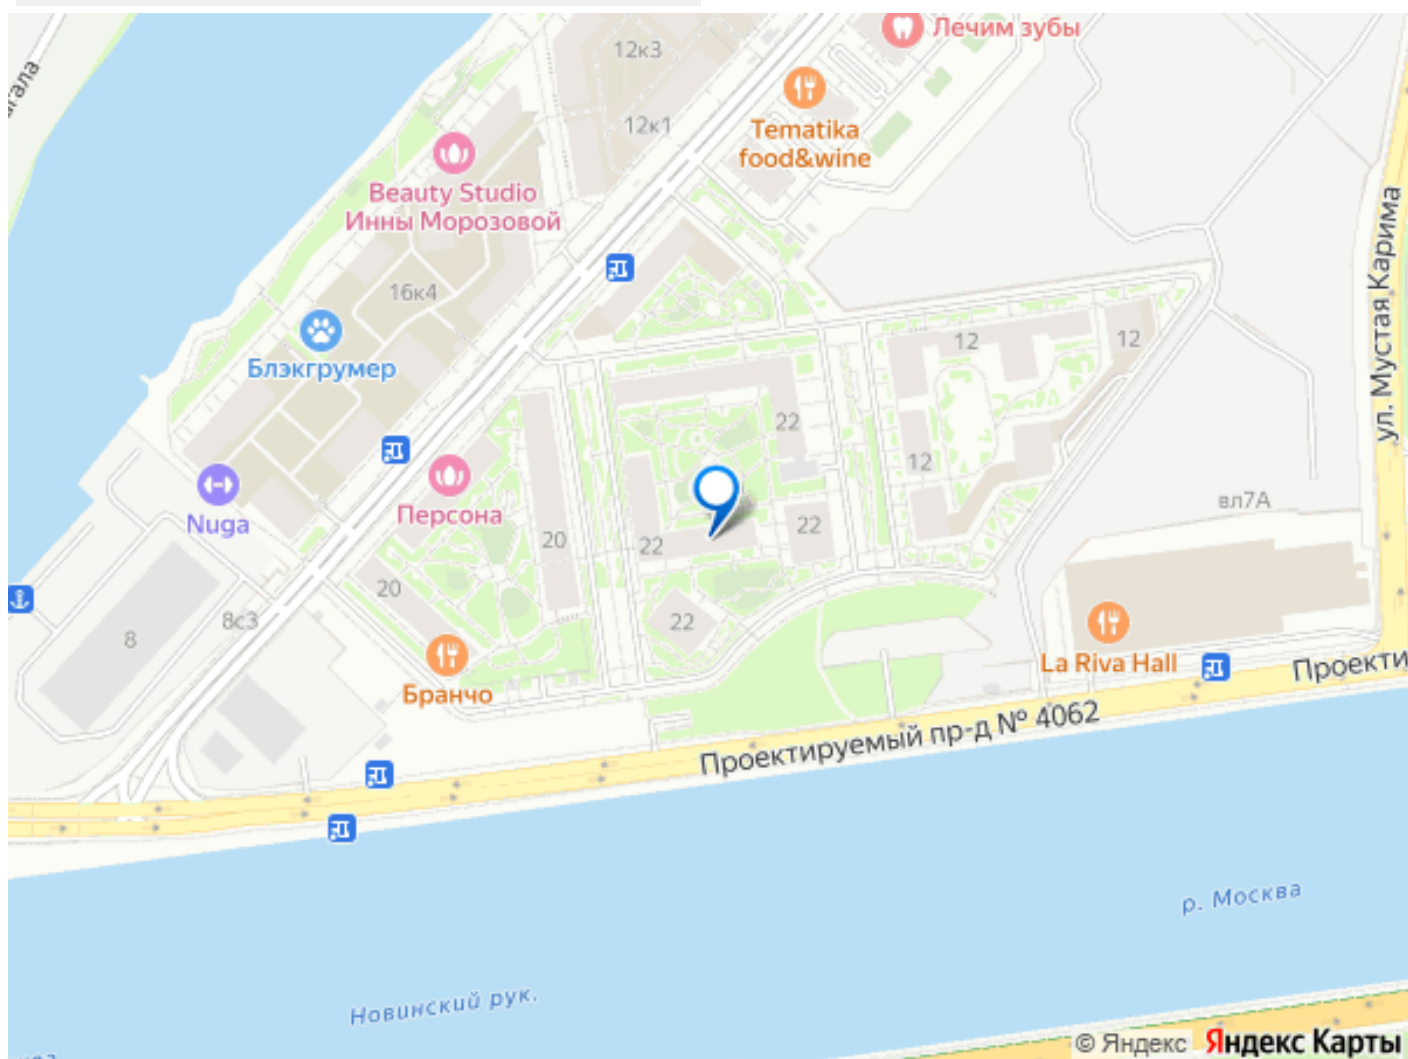 12к3
Лечим зубы
12к1
Tematika
food&wine
Beauty Studio
Инны Морозовой
ул. Мустая Карима
16к4
12
12
Блэкгрумер
22
12
вл7А
Nuga
Персона
20
22
22
20
8с3
22
8
La Riva Hall
Бранчо
Проекти
Проектируемый пр-д № 4062
р. Москва
Новинский рук.
© Яндекс Яндекс Карты